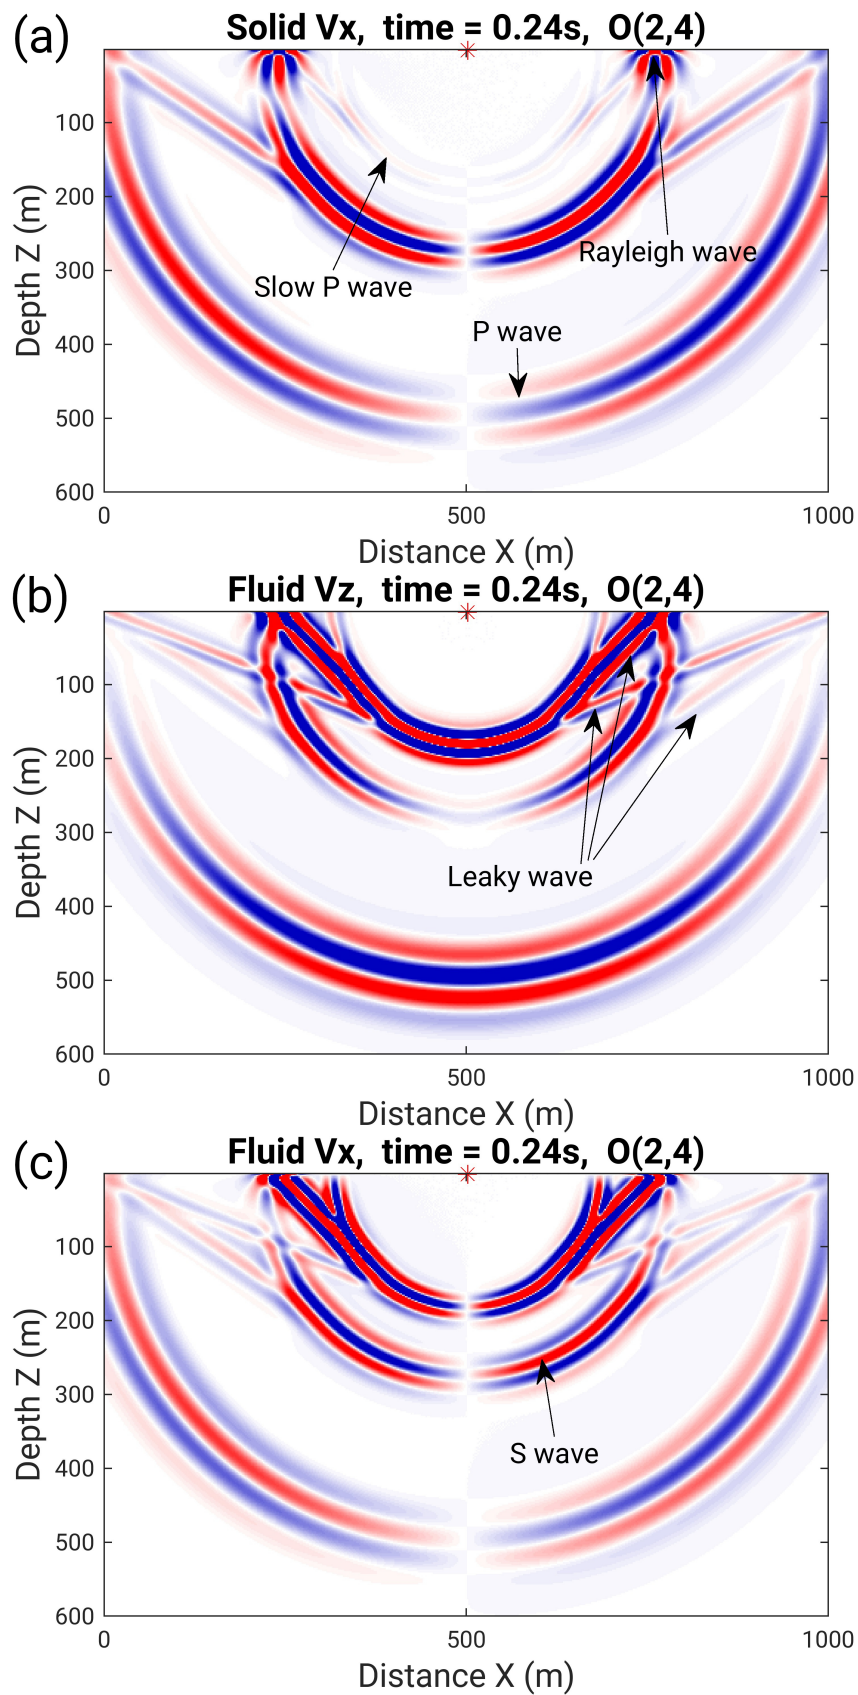 (a)
Solid Vx,  time = 0.24s,  O(2,4)
100
200
300
400
500
600
0
500
1000
Depth Z (m)
Distance X (m)
Slow P wave
Rayleigh wave
P wave
(b)
Fluid Vz,  time = 0.24s,  O(2,4)
100
200
300
400
500
600
0
500
1000
Depth Z (m)
Distance X (m)
Leaky wave
(c)
Fluid Vx,  time = 0.24s,  O(2,4)
100
200
300
400
500
600
0
500
1000
Depth Z (m)
Distance X (m)
S wave